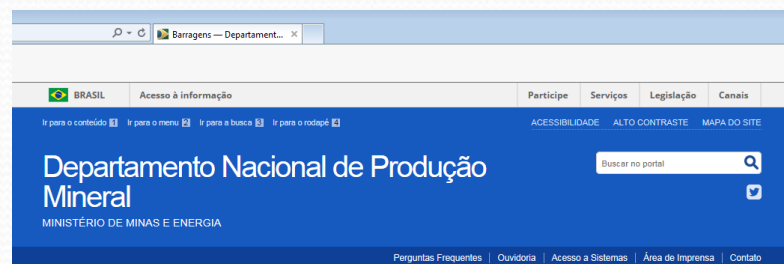 Barragens — Departament...
BRASIL Acesso à informação Participe Serviços Legislação Canais
Ir para o conteúdo 1 Ir para o menu 2 Ir para a busca 3 Ir para o rodapé 4 ACESSIBILIDADE ALTO CONTRASTE MAPA DO SITE
Departamento Nacional de Produção
Mineral
Buscar no portal
MINISTÉRIO DE MINAS E ENERGIA
Perguntas Frequentes | Ouvidoria | Acesso a Sistemas | Área de Imprensa | Contato